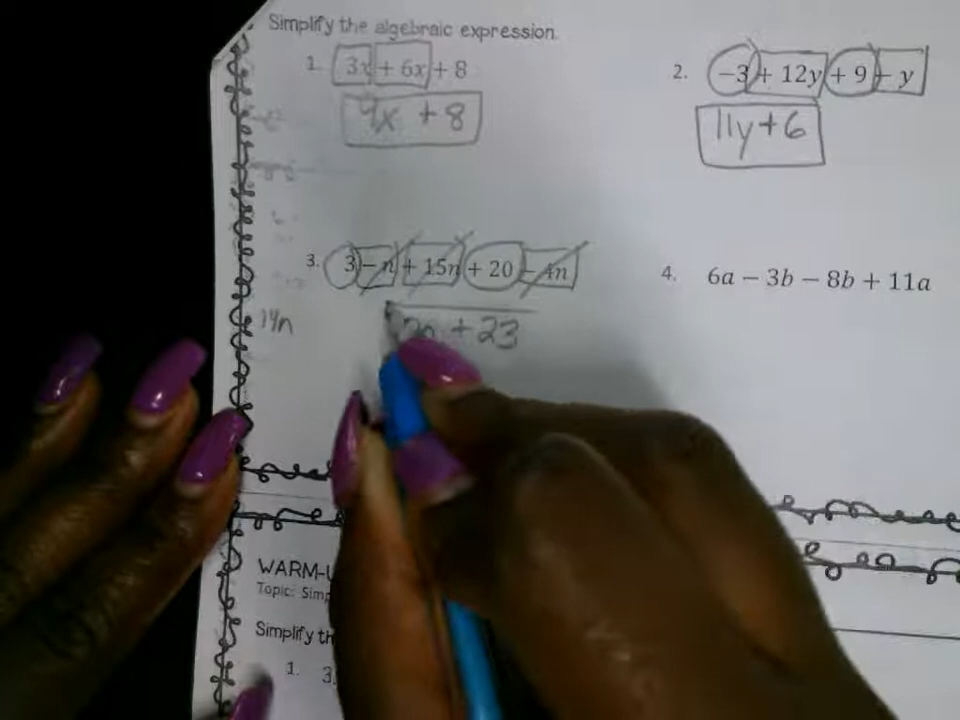 Simplify the algebraic expression.
1. 3x + 6x + 8
9x + 8
2. −3 + 12y + 9 − y
11y + 6
3. 3 − n + 15n + 20 − 4n
14n
+ 23
4. 6a − 3b − 8b + 11a
WARM-U
Topic: Simp
Simplify th
1. 3